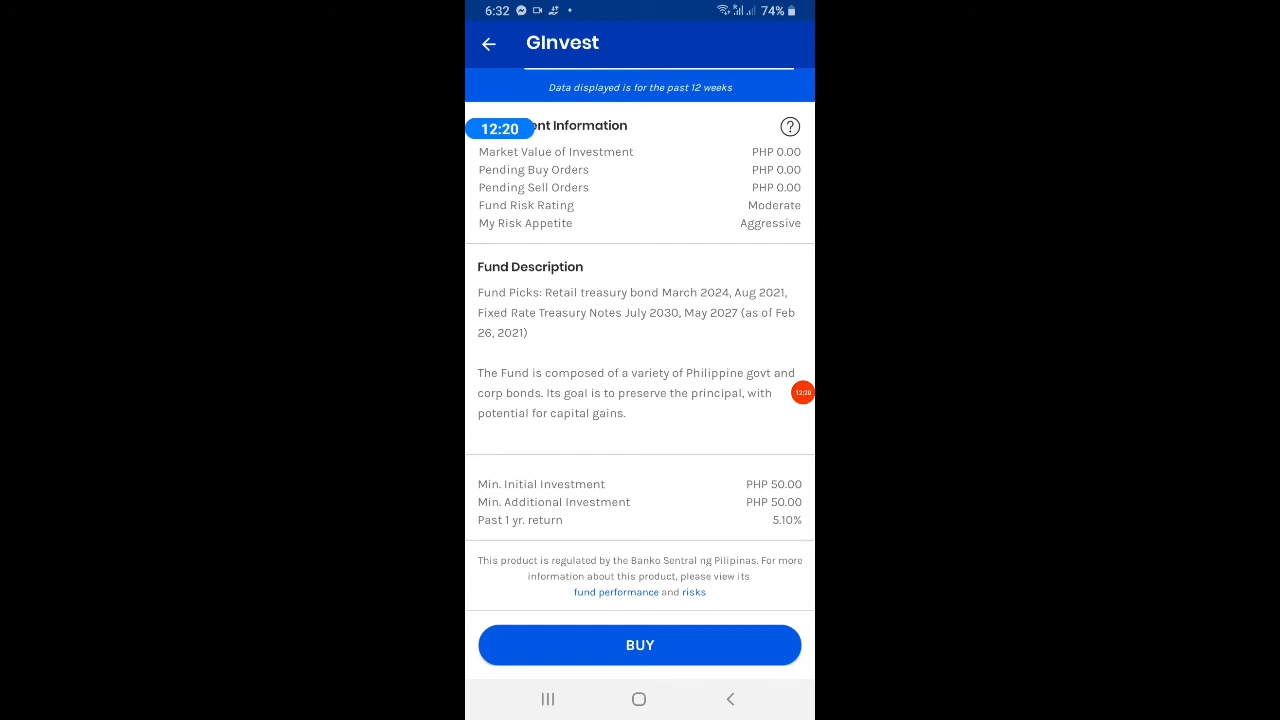 6:32 74%
GInvest
Data displayed is for the past 12 weeks
12:20 ent Information ?
Market Value of Investment PHP 0.00
Pending Buy Orders PHP 0.00
Pending Sell Orders PHP 0.00
Fund Risk Rating Moderate
My Risk Appetite Aggressive
Fund Description
Fund Picks: Retail treasury bond March 2024, Aug 2021,
Fixed Rate Treasury Notes July 2030, May 2027 (as of Feb
26, 2021)
The Fund is composed of a variety of Philippine govt and
corp bonds. Its goal is to preserve the principal, with
12:20
potential for capital gains.
Min. Initial Investment PHP 50.00
Min. Additional Investment PHP 50.00
Past 1 yr. return 5.10%
This product is regulated by the Banko Sentral ng Pilipinas. For more
information about this product, please view its
fund performance and risks
BUY